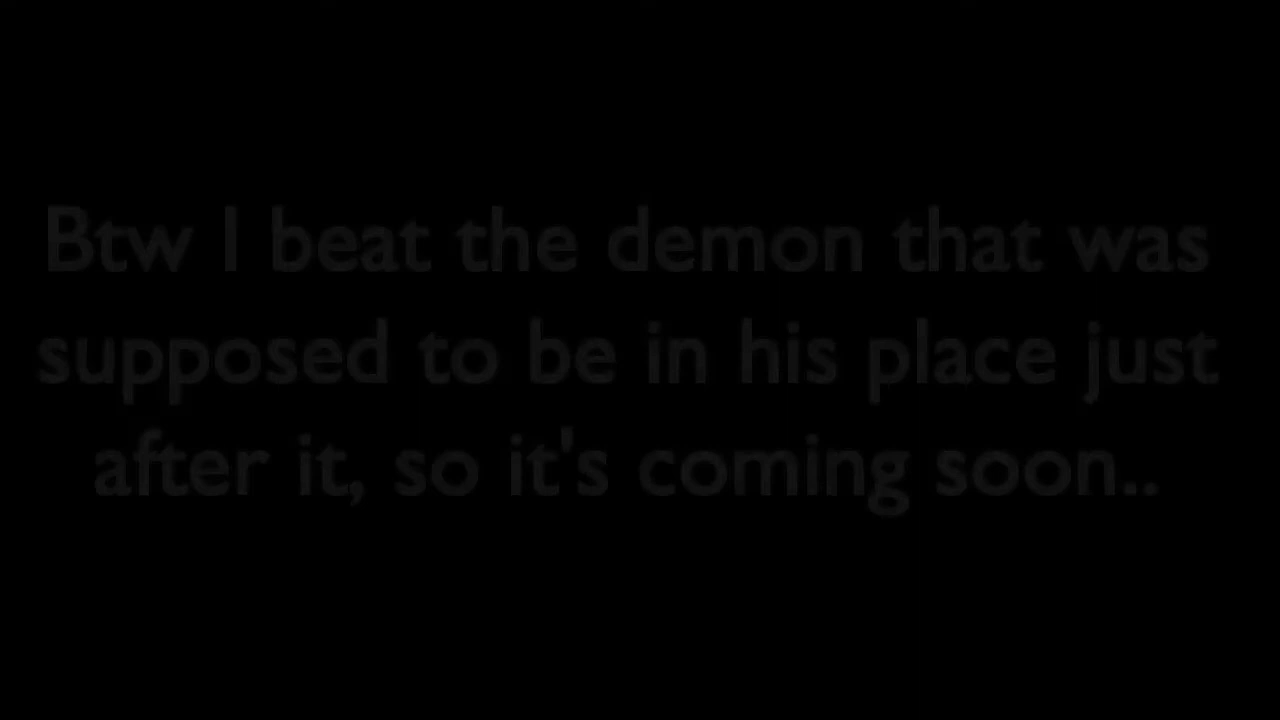 Btw I beat the demon that was
supposed to be in his place just
after it, so it's coming soon..